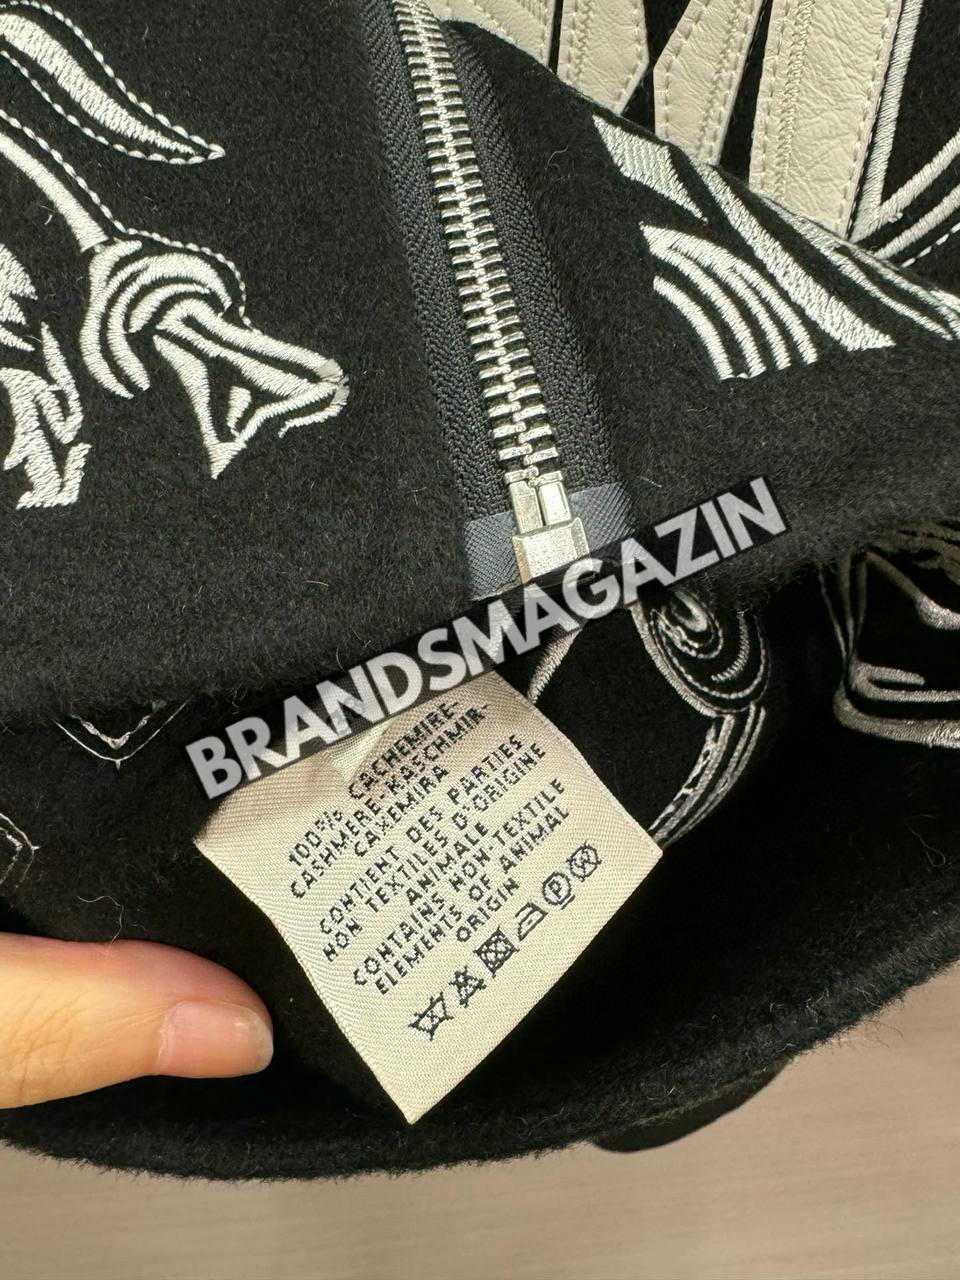 BRANDSMAGAZIN
100% CACHEMIRE-
CASHMERE-KASCHMIR-
CAXEMIRA
CONTIENT DES PARTIES
NON TEXTILES D'ORIGINE
ANIMALE
CONTAINS NON-TEXTILE
ELEMENTS OF ANIMAL
ORIGIN